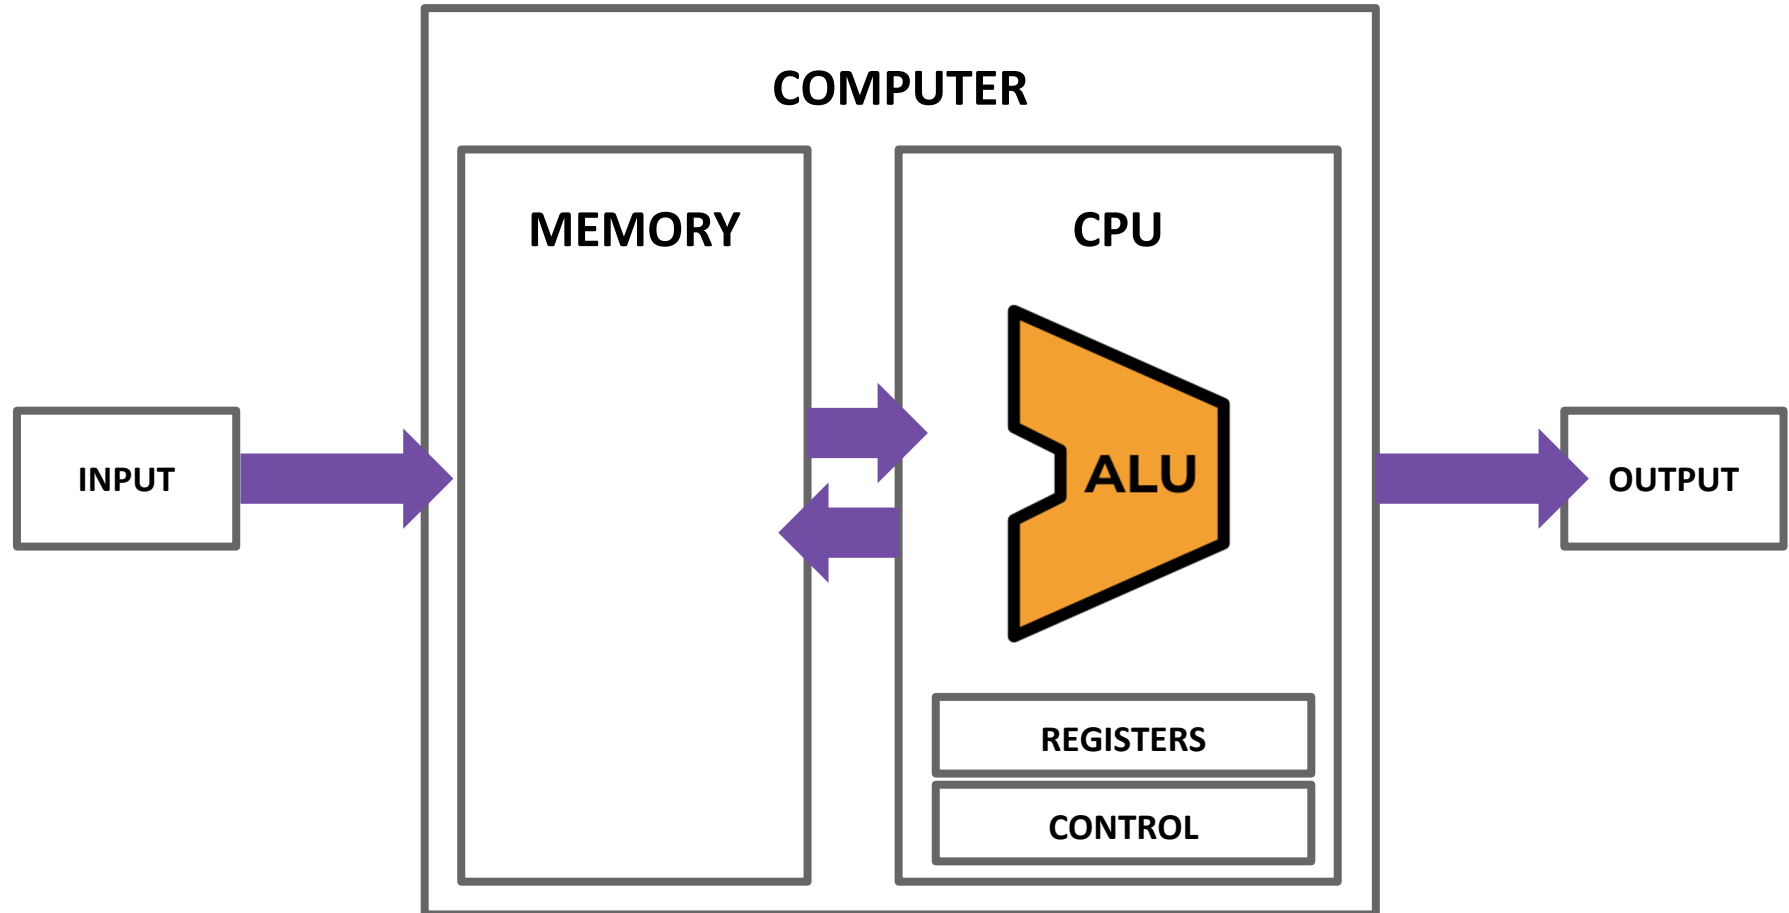 COMPUTER
MEMORY
CPU
INPUT
ALU
OUTPUT
REGISTERS
CONTROL